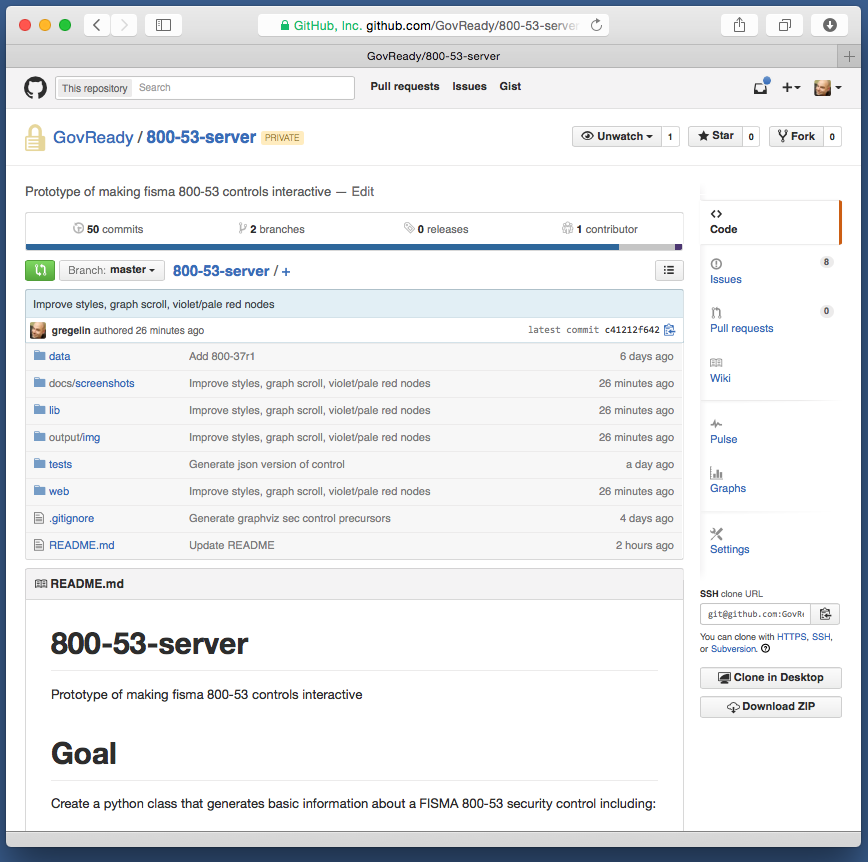 GitHub, Inc. github.com/GovReady/800-53-server
GovReady/800-53-server
This repository Search Pull requests Issues Gist
GovReady / 800-53-server PRIVATE Unwatch 1 Star 0 Fork 0
Prototype of making fisma 800-53 controls interactive — Edit
50 commits 2 branches 0 releases 1 contributor
Branch: master 800-53-server / +
Improve styles, graph scroll, violet/pale red nodes
gregelin authored 26 minutes ago latest commit c41212f642
data Add 800-37r1 6 days ago
docs/screenshots Improve styles, graph scroll, violet/pale red nodes 26 minutes ago
lib Improve styles, graph scroll, violet/pale red nodes 26 minutes ago
output/img Improve styles, graph scroll, violet/pale red nodes 26 minutes ago
tests Generate json version of control a day ago
web Improve styles, graph scroll, violet/pale red nodes 26 minutes ago
.gitignore Generate graphviz sec control precursors 4 days ago
README.md Update README 2 hours ago
README.md
800-53-server
Prototype of making fisma 800-53 controls interactive
Goal
Create a python class that generates basic information about a FISMA 800-53 security control including:
Code
Issues 8
Pull requests 0
Wiki
Pulse
Graphs
Settings
SSH clone URL
git@github.com:GovRe
You can clone with HTTPS, SSH,
or Subversion.
Clone in Desktop
Download ZIP